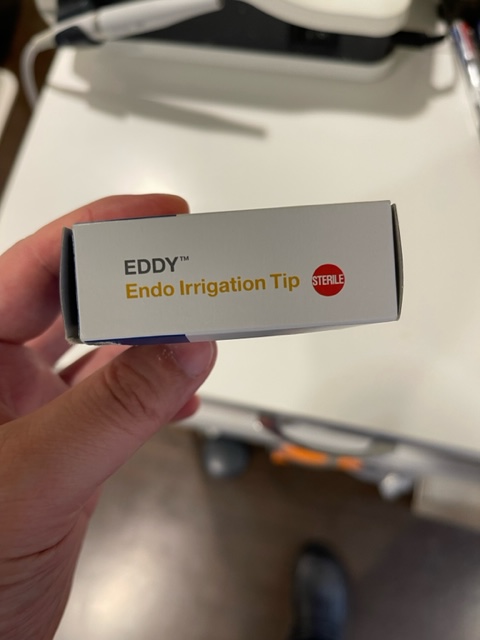 EDDY™
Endo Irrigation Tip
STERILE